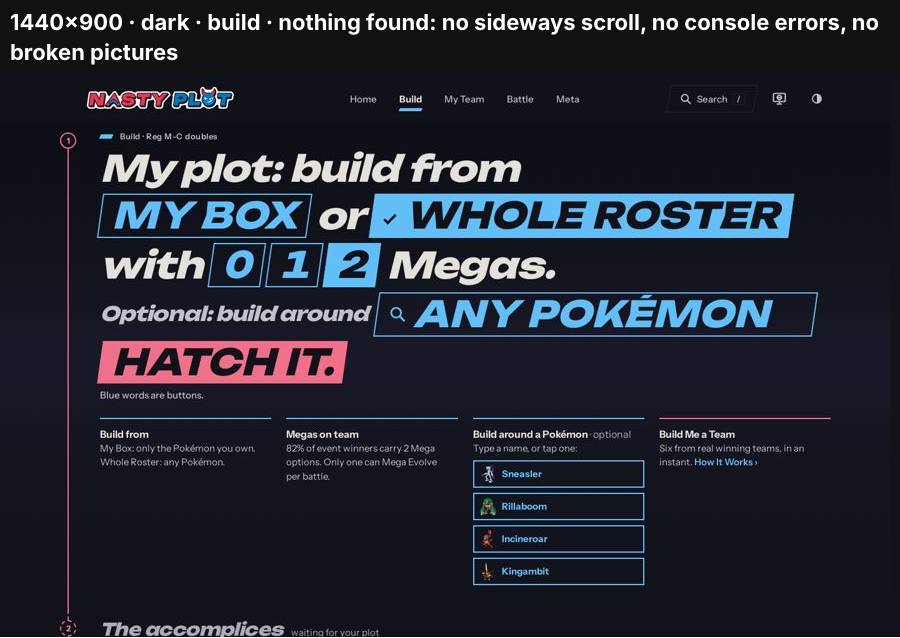 1440×900 · dark · build · nothing found: no sideways scroll, no console errors, no
broken pictures
NASTY PLOT
Home Build My Team Battle Meta
Search /
1
Build · Reg M-C doubles
My plot: build from
MY BOX or ✓ WHOLE ROSTER
with 0 1 2 Megas.
Optional: build around ANY POKÉMON
HATCH IT.
Blue words are buttons.
Build from
My Box: only the Pokémon you own.
Whole Roster: any Pokémon.
Megas on team
82% of event winners carry 2 Mega
options. Only one can Mega Evolve
per battle.
Build around a Pokémon · optional
Type a name, or tap one:
Sneasler
Rillaboom
Incineroar
Kingambit
Build Me a Team
Six from real winning teams, in an
instant. How It Works ›
2
The accomplices waiting for your plot